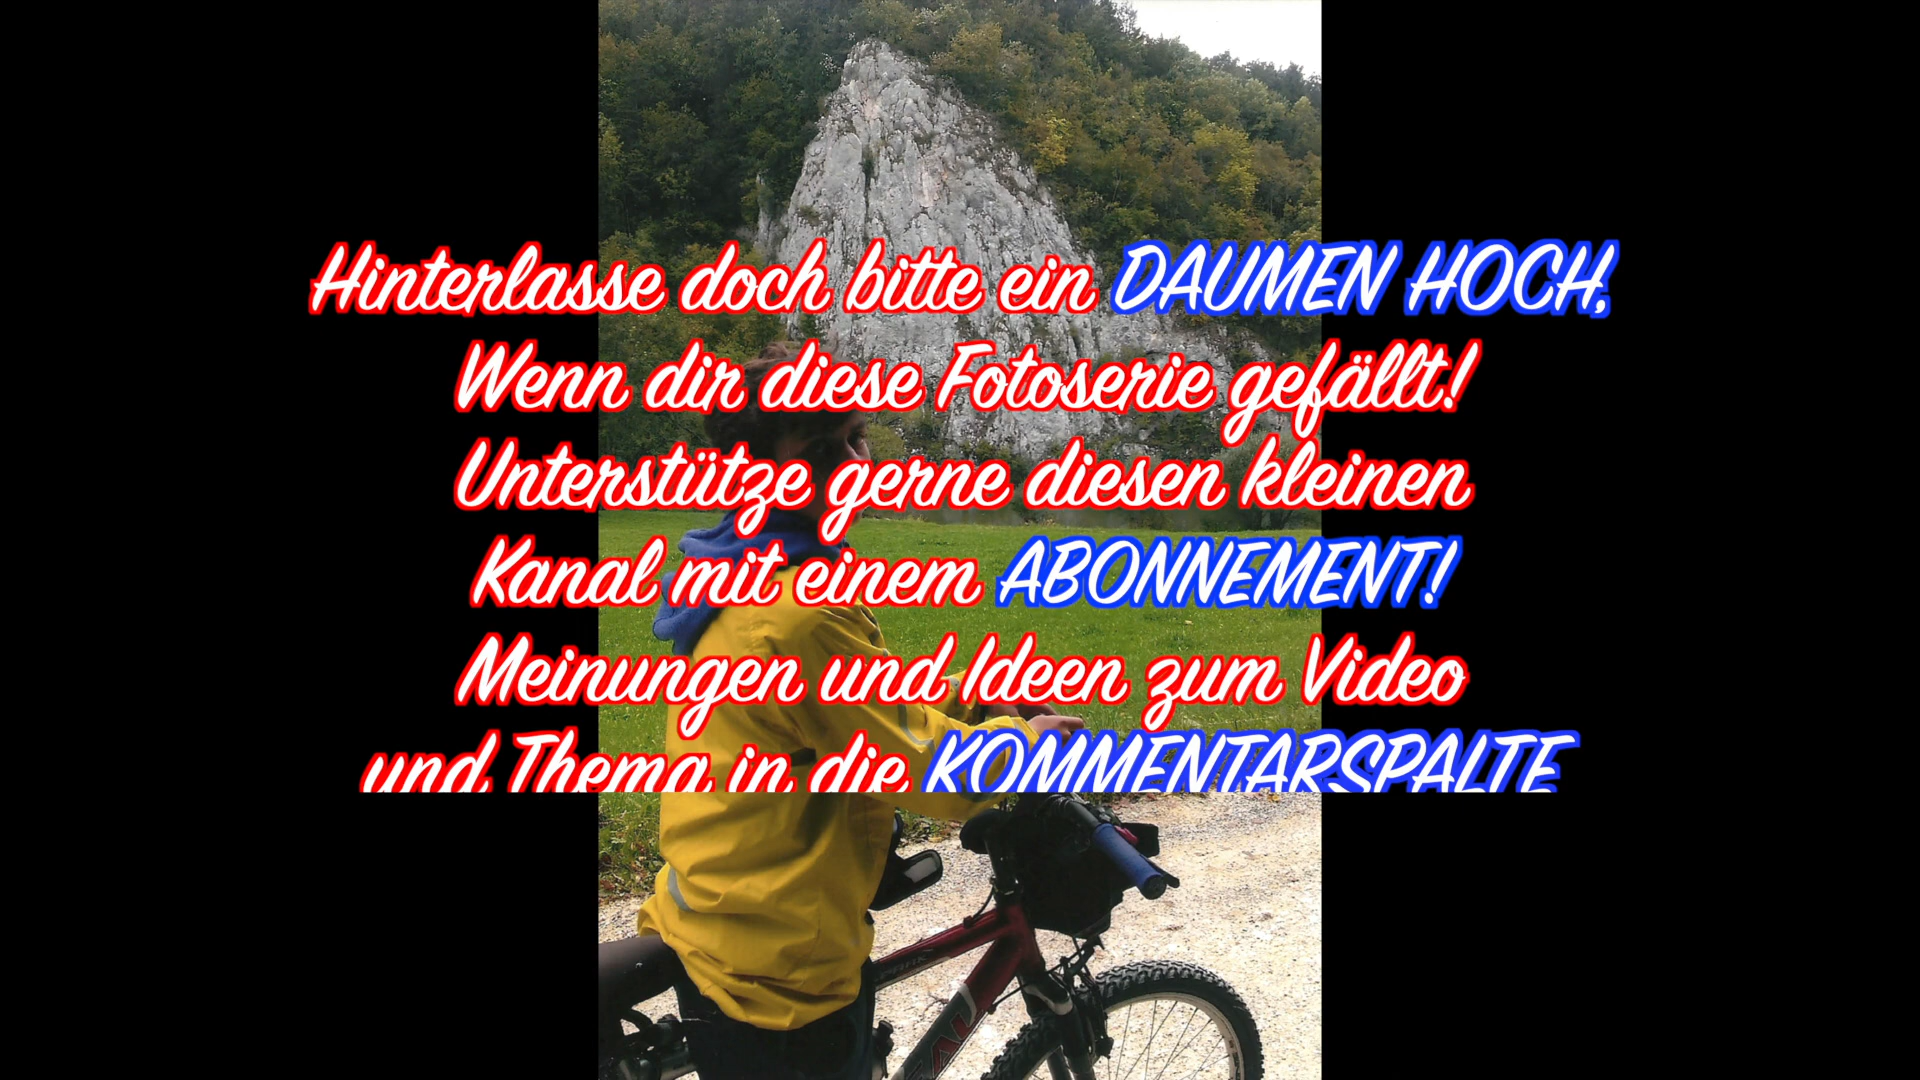 Hinterlasse doch bitte ein DAUMEN HOCH,
Wenn dir diese Fotoserie gefällt!
Unterstütze gerne diesen kleinen
Kanal mit einem ABONNEMENT!
Meinungen und Ideen zum Video
und Thema in die KOMMENTARSPALTE